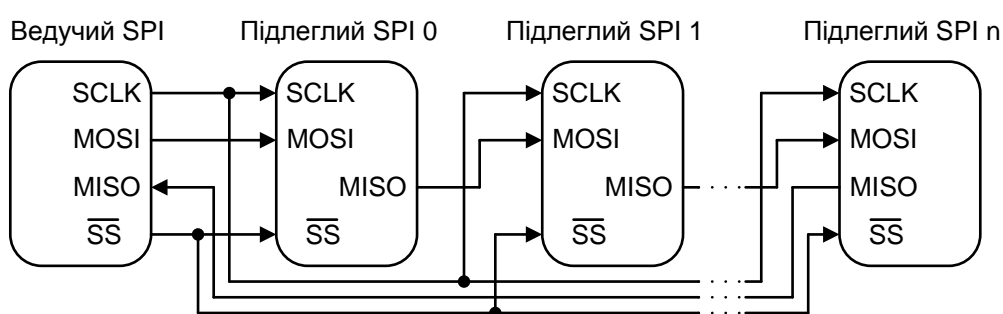 Ведучий SPI
Підлеглий SPI 0
Підлеглий SPI 1
Підлеглий SPI n
SCLK
MOSI
MISO
SS
SCLK
MOSI
MISO
SS
SCLK
MOSI
MISO
SS
SCLK
MOSI
MISO
SS